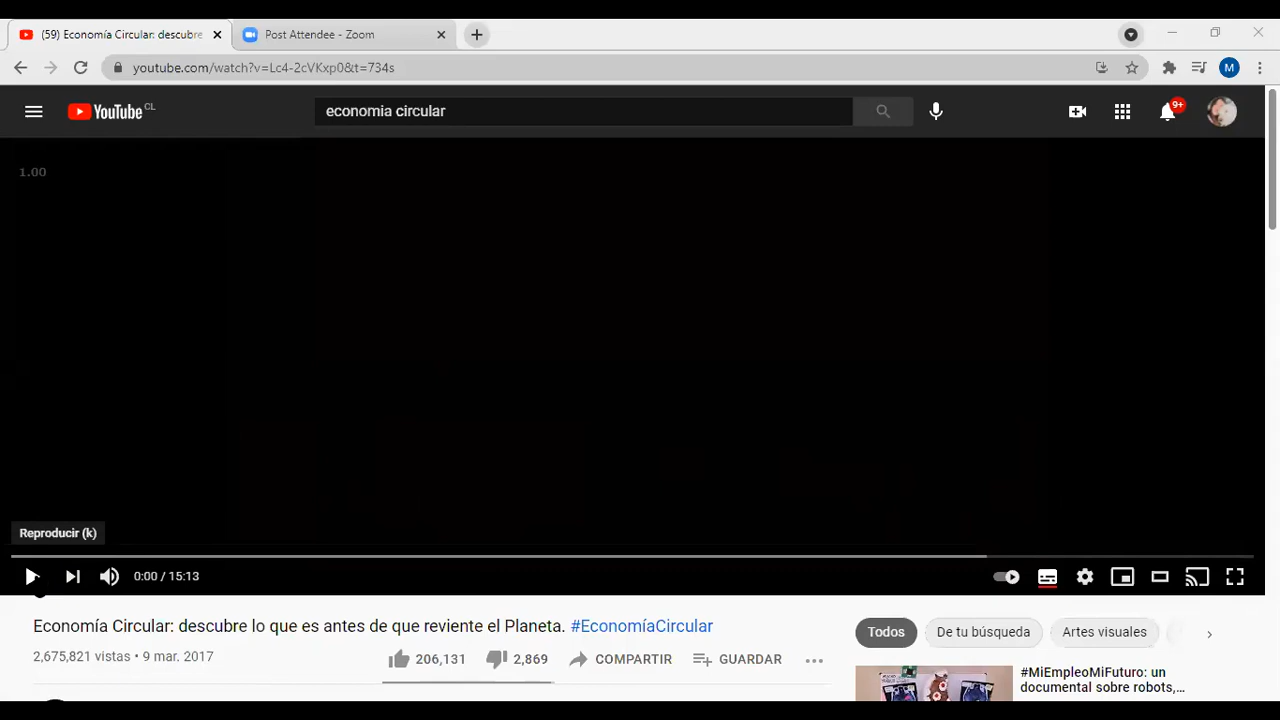 (59) Economía Circular: descubre
Post Attendee - Zoom
youtube.com/watch?v=Lc4-2cVKxp0&t=734s
M
YouTube CL
economia circular
9+
1.00
Reproducir (k)
0:00 / 15:13
Economía Circular: descubre lo que es antes de que reviente el Planeta. #EconomíaCircular
2,675,821 vistas • 9 mar. 2017
206,131
2,869
COMPARTIR
GUARDAR
Todos
De tu búsqueda
Artes visuales
#MiEmpleoMiFuturo: un
documental sobre robots,...